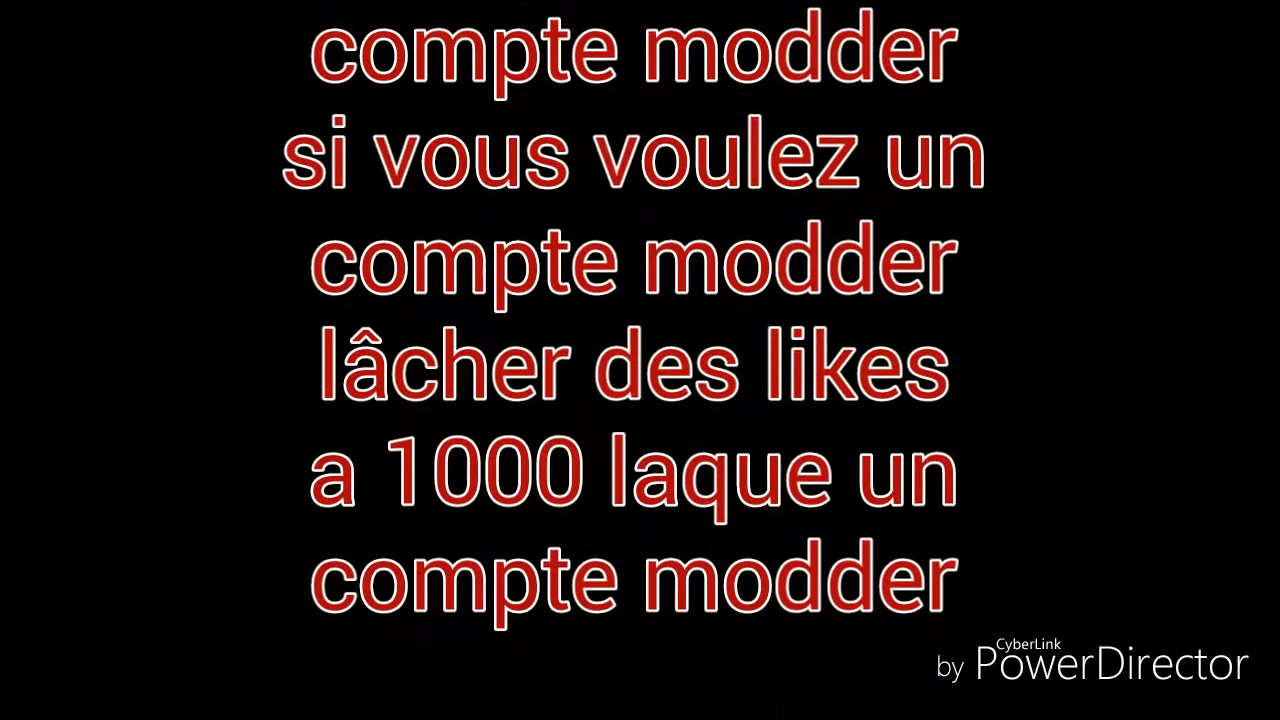 compte modder
si vous voulez un
compte modder
lâcher des likes
a 1000 laque un
compte modder
CyberLink
by PowerDirector